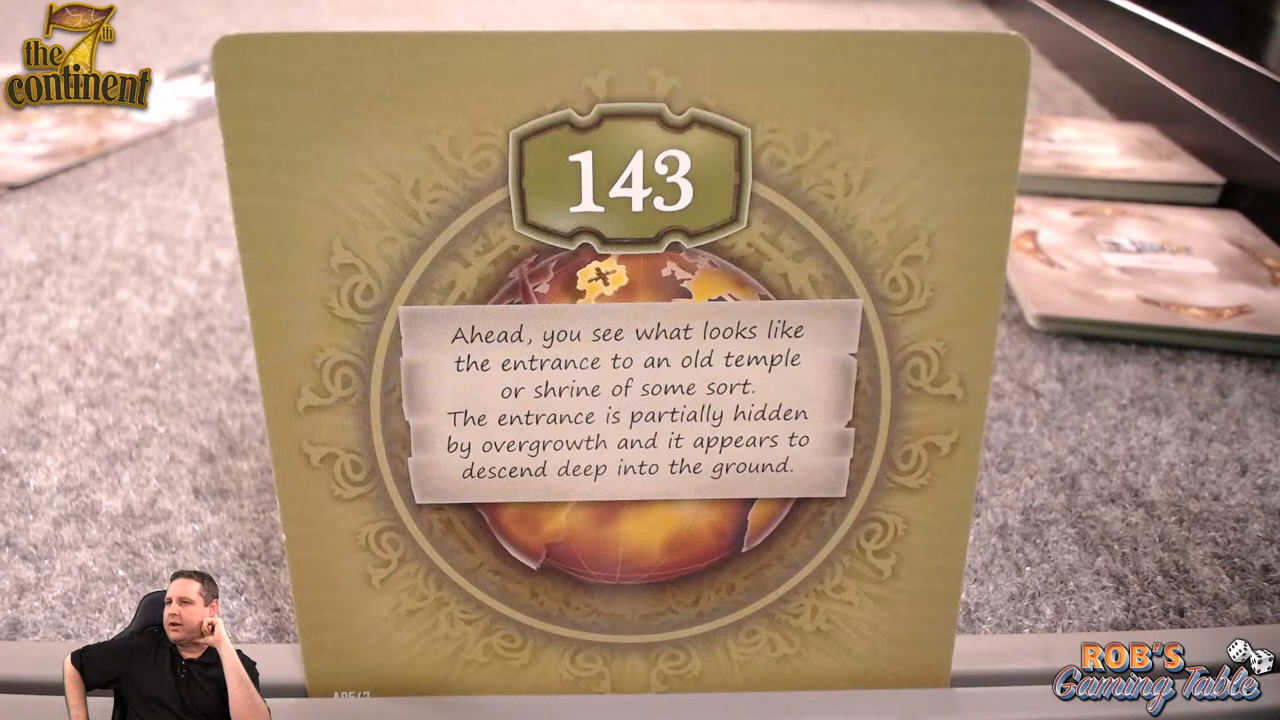 the 7th continent
143
Ahead, you see what looks like
the entrance to an old temple
or shrine of some sort.
The entrance is partially hidden
by overgrowth and it appears to
descend deep into the ground.
ROB'S
Gaming Table